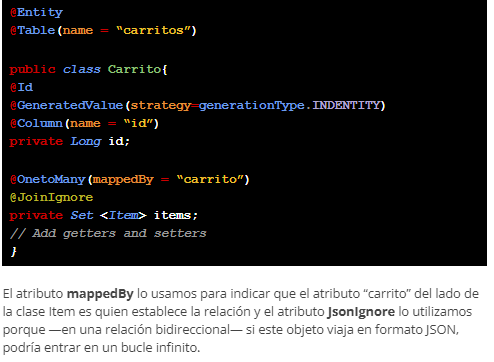 @Entity
@Table(name = “carritos”)
public class Carrito{
@Id
@GeneratedValue(strategy=generationType.INDENTITY)
@Column(name = “id”)
private Long id;
@OnetoMany(mappedBy = “carrito”)
@JoinIgnore
private Set <Item> items;
// Add getters and setters
}
El atributo mappedBy lo usamos para indicar que el atributo “carrito” del lado de
la clase Item es quien establece la relación y el atributo JsonIgnore lo utilizamos
porque —en una relación bidireccional— si este objeto viaja en formato JSON,
podría entrar en un bucle infinito.